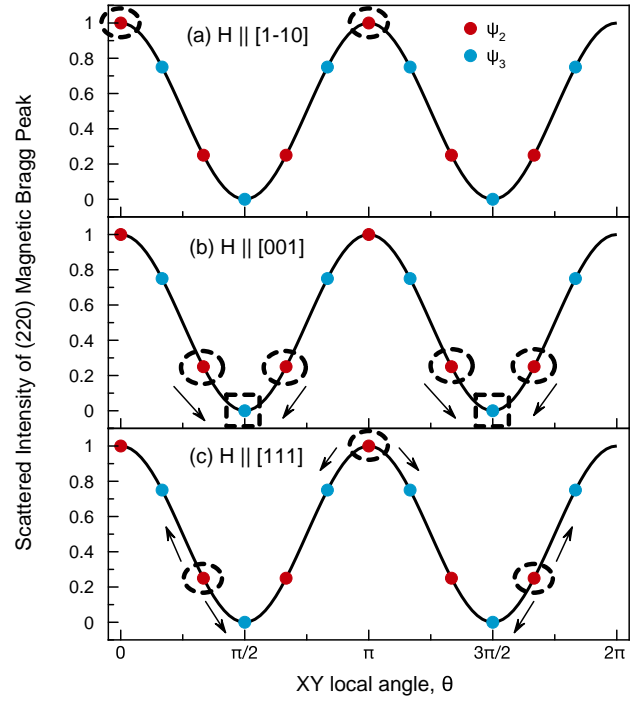 Scattered Intensity of (220) Magnetic Bragg Peak
(a) H || [1-10]
ψ2
ψ3
1
0.8
0.6
0.4
0.2
0
(b) H || [001]
1
0.8
0.6
0.4
0.2
0
(c) H || [111]
1
0.8
0.6
0.4
0.2
0
0 π/2 π 3π/2 2π
XY local angle, θ